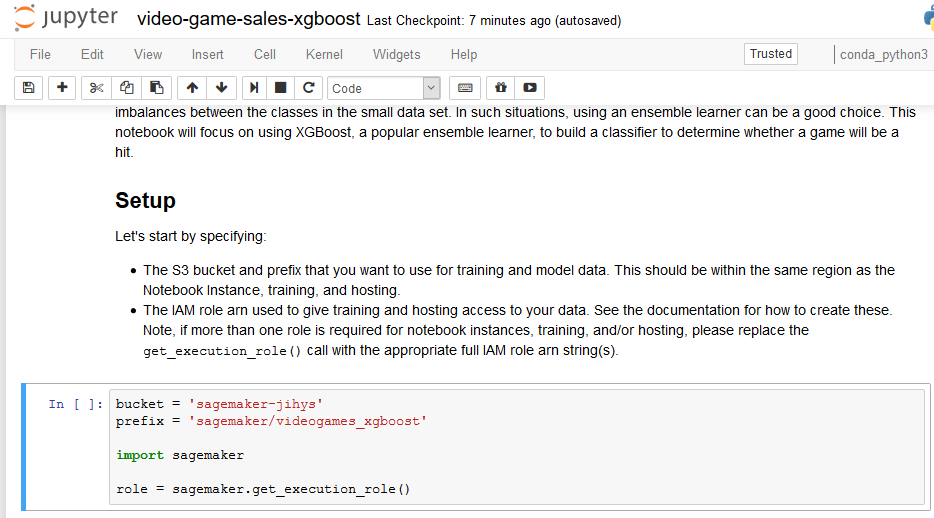 jupyter video-game-sales-xgboost Last Checkpoint: 7 minutes ago (autosaved)
File Edit View Insert Cell Kernel Widgets Help Trusted conda_python3
Code
imbalances between the classes in the small data set. In such situations, using an ensemble learner can be a good choice. This
notebook will focus on using XGBoost, a popular ensemble learner, to build a classifier to determine whether a game will be a
hit.
Setup
Let's start by specifying:
• The S3 bucket and prefix that you want to use for training and model data. This should be within the same region as the
Notebook Instance, training, and hosting.
• The IAM role arn used to give training and hosting access to your data. See the documentation for how to create these.
Note, if more than one role is required for notebook instances, training, and/or hosting, please replace the
get_execution_role() call with the appropriate full IAM role arn string(s).
In [ ]: bucket = 'sagemaker-jihys'
prefix = 'sagemaker/videogames_xgboost'
import sagemaker
role = sagemaker.get_execution_role()